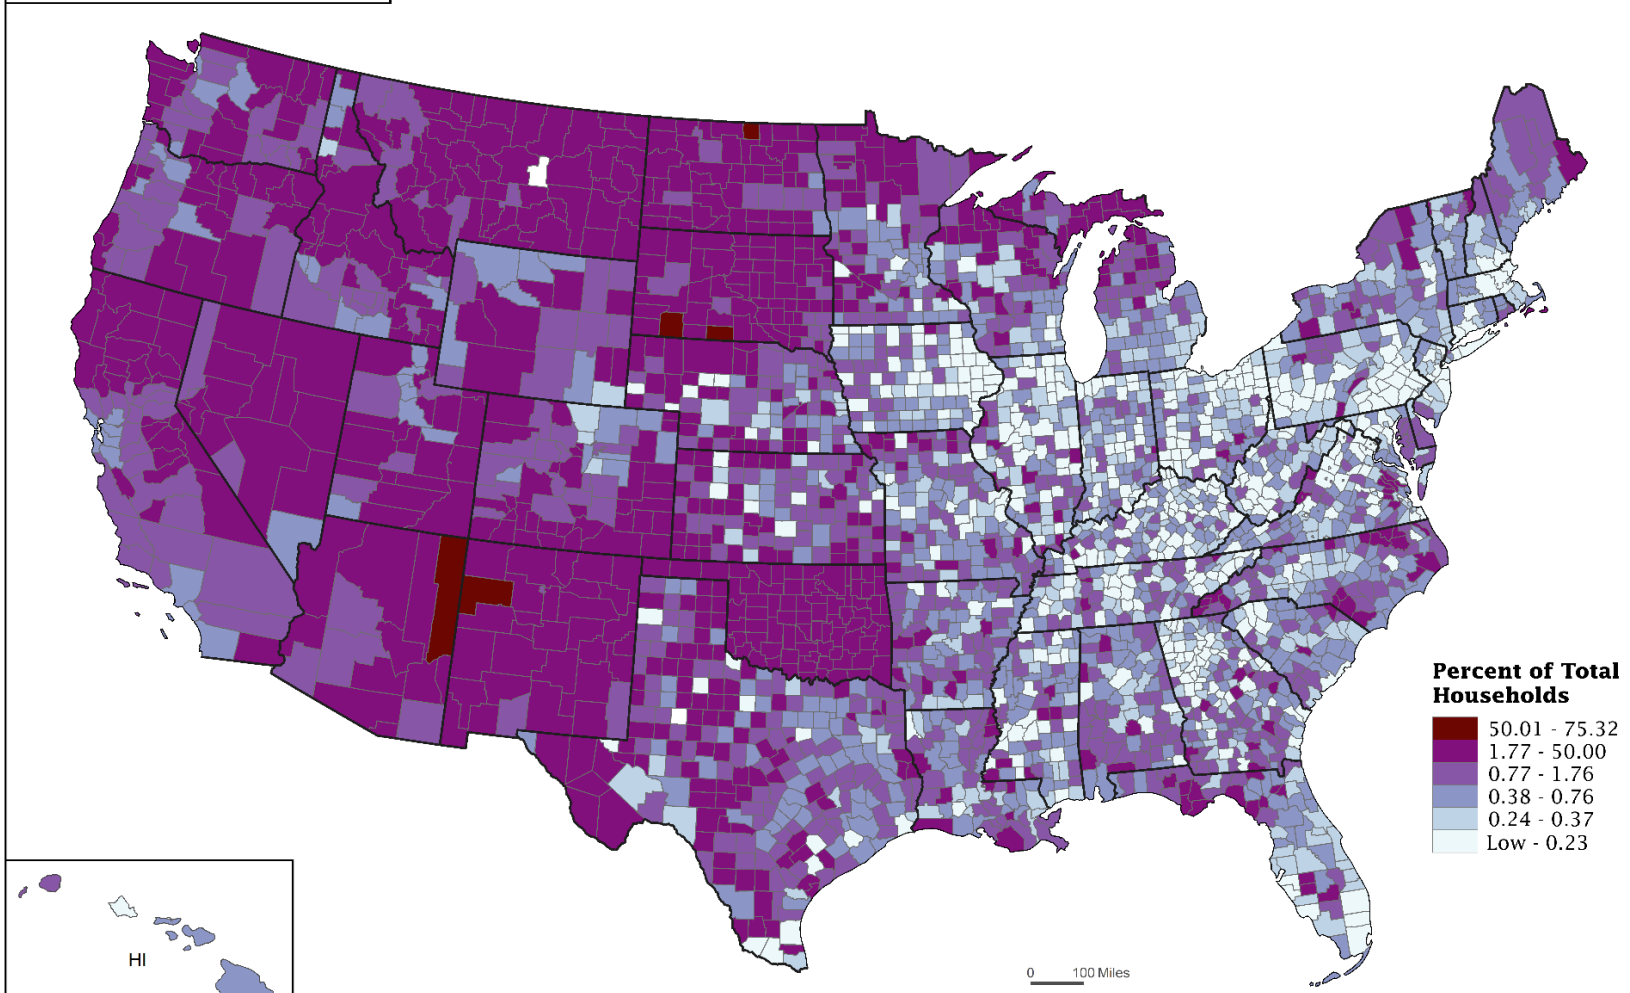 Percent of Total
Households
50.01 - 75.32
1.77 - 50.00
0.77 - 1.76
0.38 - 0.76
0.24 - 0.37
Low - 0.23
HI
0 100 Miles